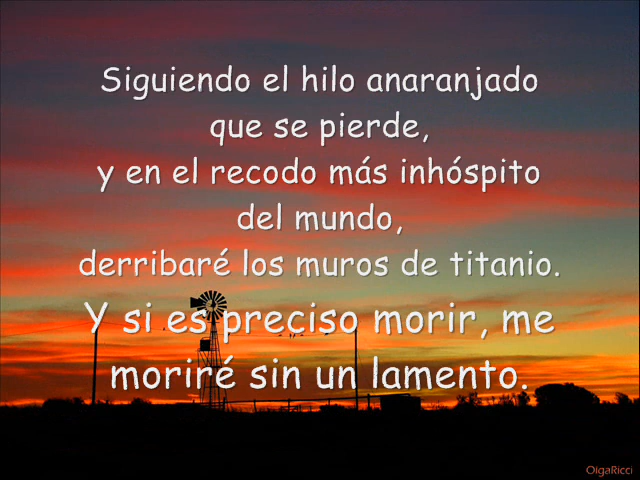 Siguiendo el hilo anaranjado
que se pierde,
y en el recodo más inhóspito
del mundo,
derribaré los muros de titanio.
Y si es preciso morir, me
moriré sin un lamento.
OlgaRicci